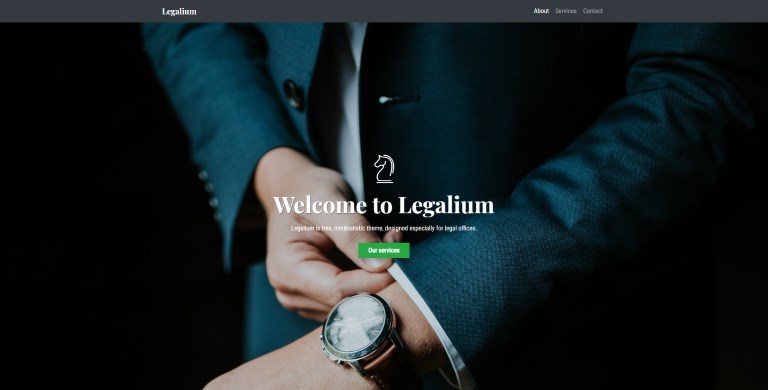 Legalium
About Services Contact
Welcome to Legalium
Legalium is free, minimalistic theme, designed especially for legal offices.
Our services